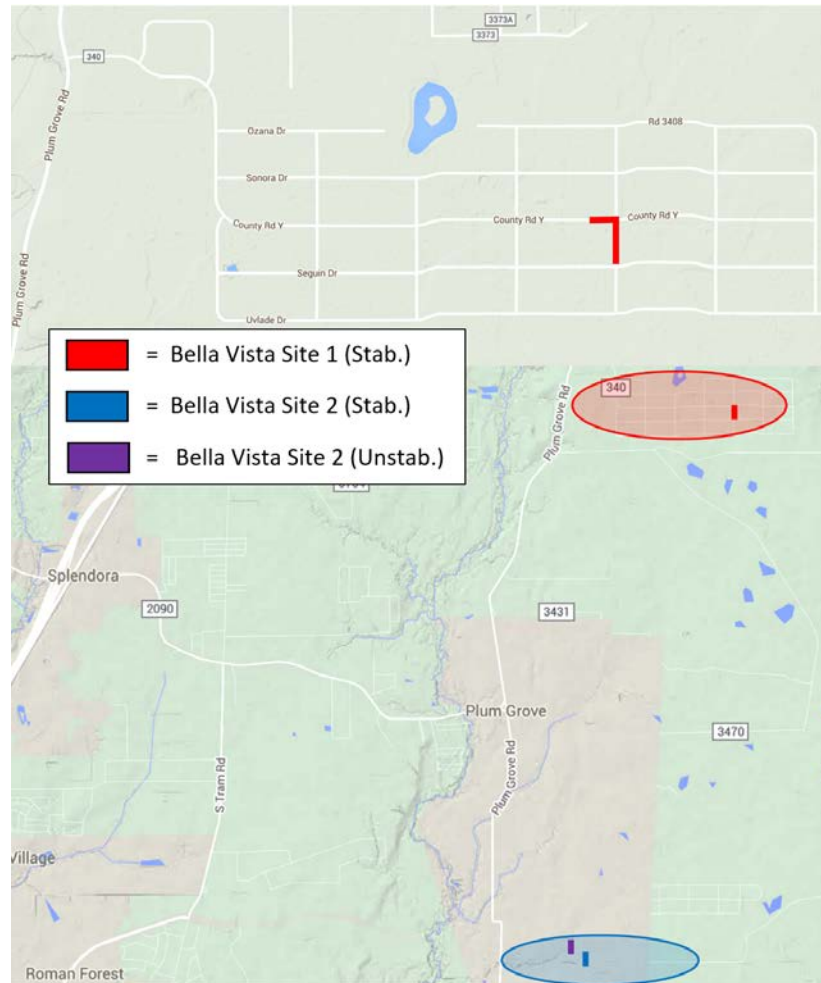 3373A
3373
340
Plum Grove Rd
Ozana Dr
Rd 3408
Sonora Dr
County Rd Y
County Rd Y
County Rd Y
Seguin Dr
Plum Grove Rd
Uvlade Dr
= Bella Vista Site 1 (Stab.)
= Bella Vista Site 2 (Stab.)
= Bella Vista Site 2 (Unstab.)
340
Plum Grove Rd
Splendora
2090
3431
Plum Grove
3470
Plum Grove Rd
S Tram Rd
Village
Roman Forest